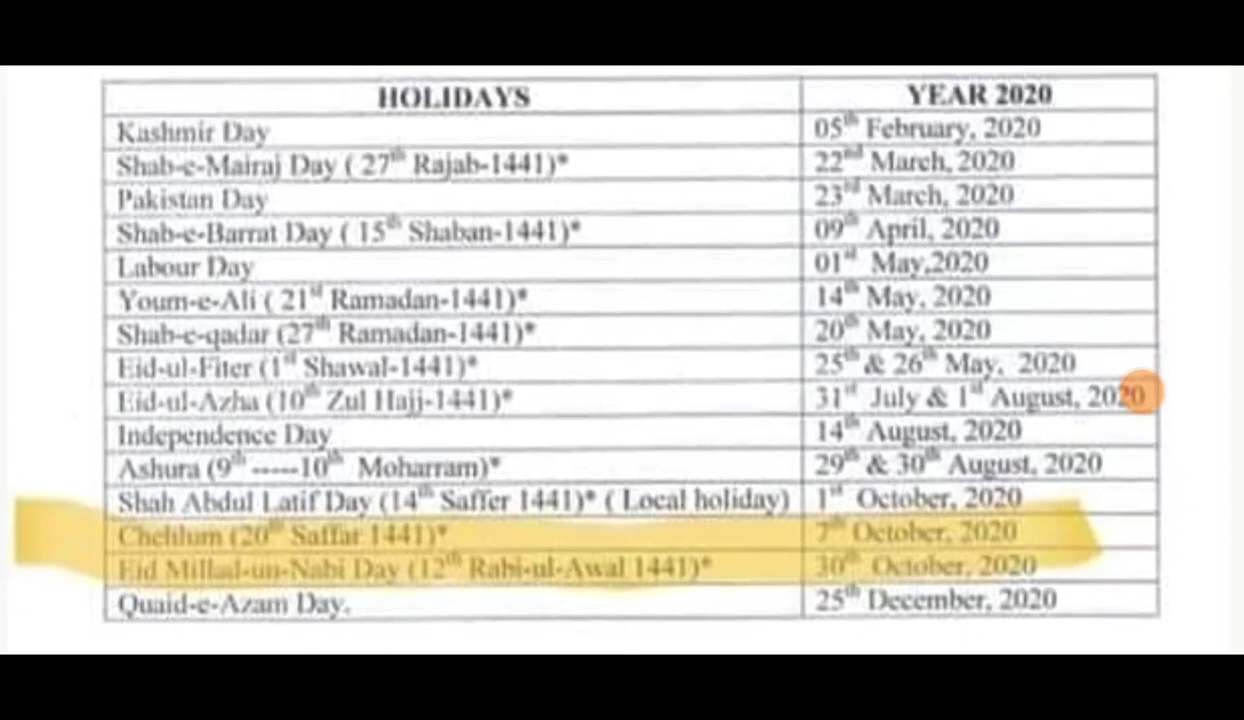 HOLIDAYS YEAR 2020
Kashmir Day 05th February, 2020
Shab-e-Mairaj Day ( 27th Rajab-1441)* 22nd March, 2020
Pakistan Day 23rd March, 2020
Shab-e-Barrat Day ( 15th Shaban-1441)* 09th April, 2020
Labour Day 01st May,2020
Youm-e-Ali ( 21st Ramadan-1441)* 14th May, 2020
Shab-e-qadar (27th Ramadan-1441)* 20th May, 2020
Eid-ul-Fiter (1st Shawal-1441)* 25th & 26th May, 2020
Eid-ul-Azha (10th Zul Hajj-1441)* 31st July & 1st August, 2020
Independence Day 14th August, 2020
Ashura (9th -----10th Moharram)* 29th & 30th August, 2020
Shah Abdul Latif Day (14th Saffer 1441)* ( Local holiday) 1st October, 2020
Chehlum (20th Saffar 1441)* 7th October, 2020
Eid Millad-un-Nabi Day (12th Rabi-ul-Awal 1441)* 30th October, 2020
Quaid-e-Azam Day. 25th December, 2020